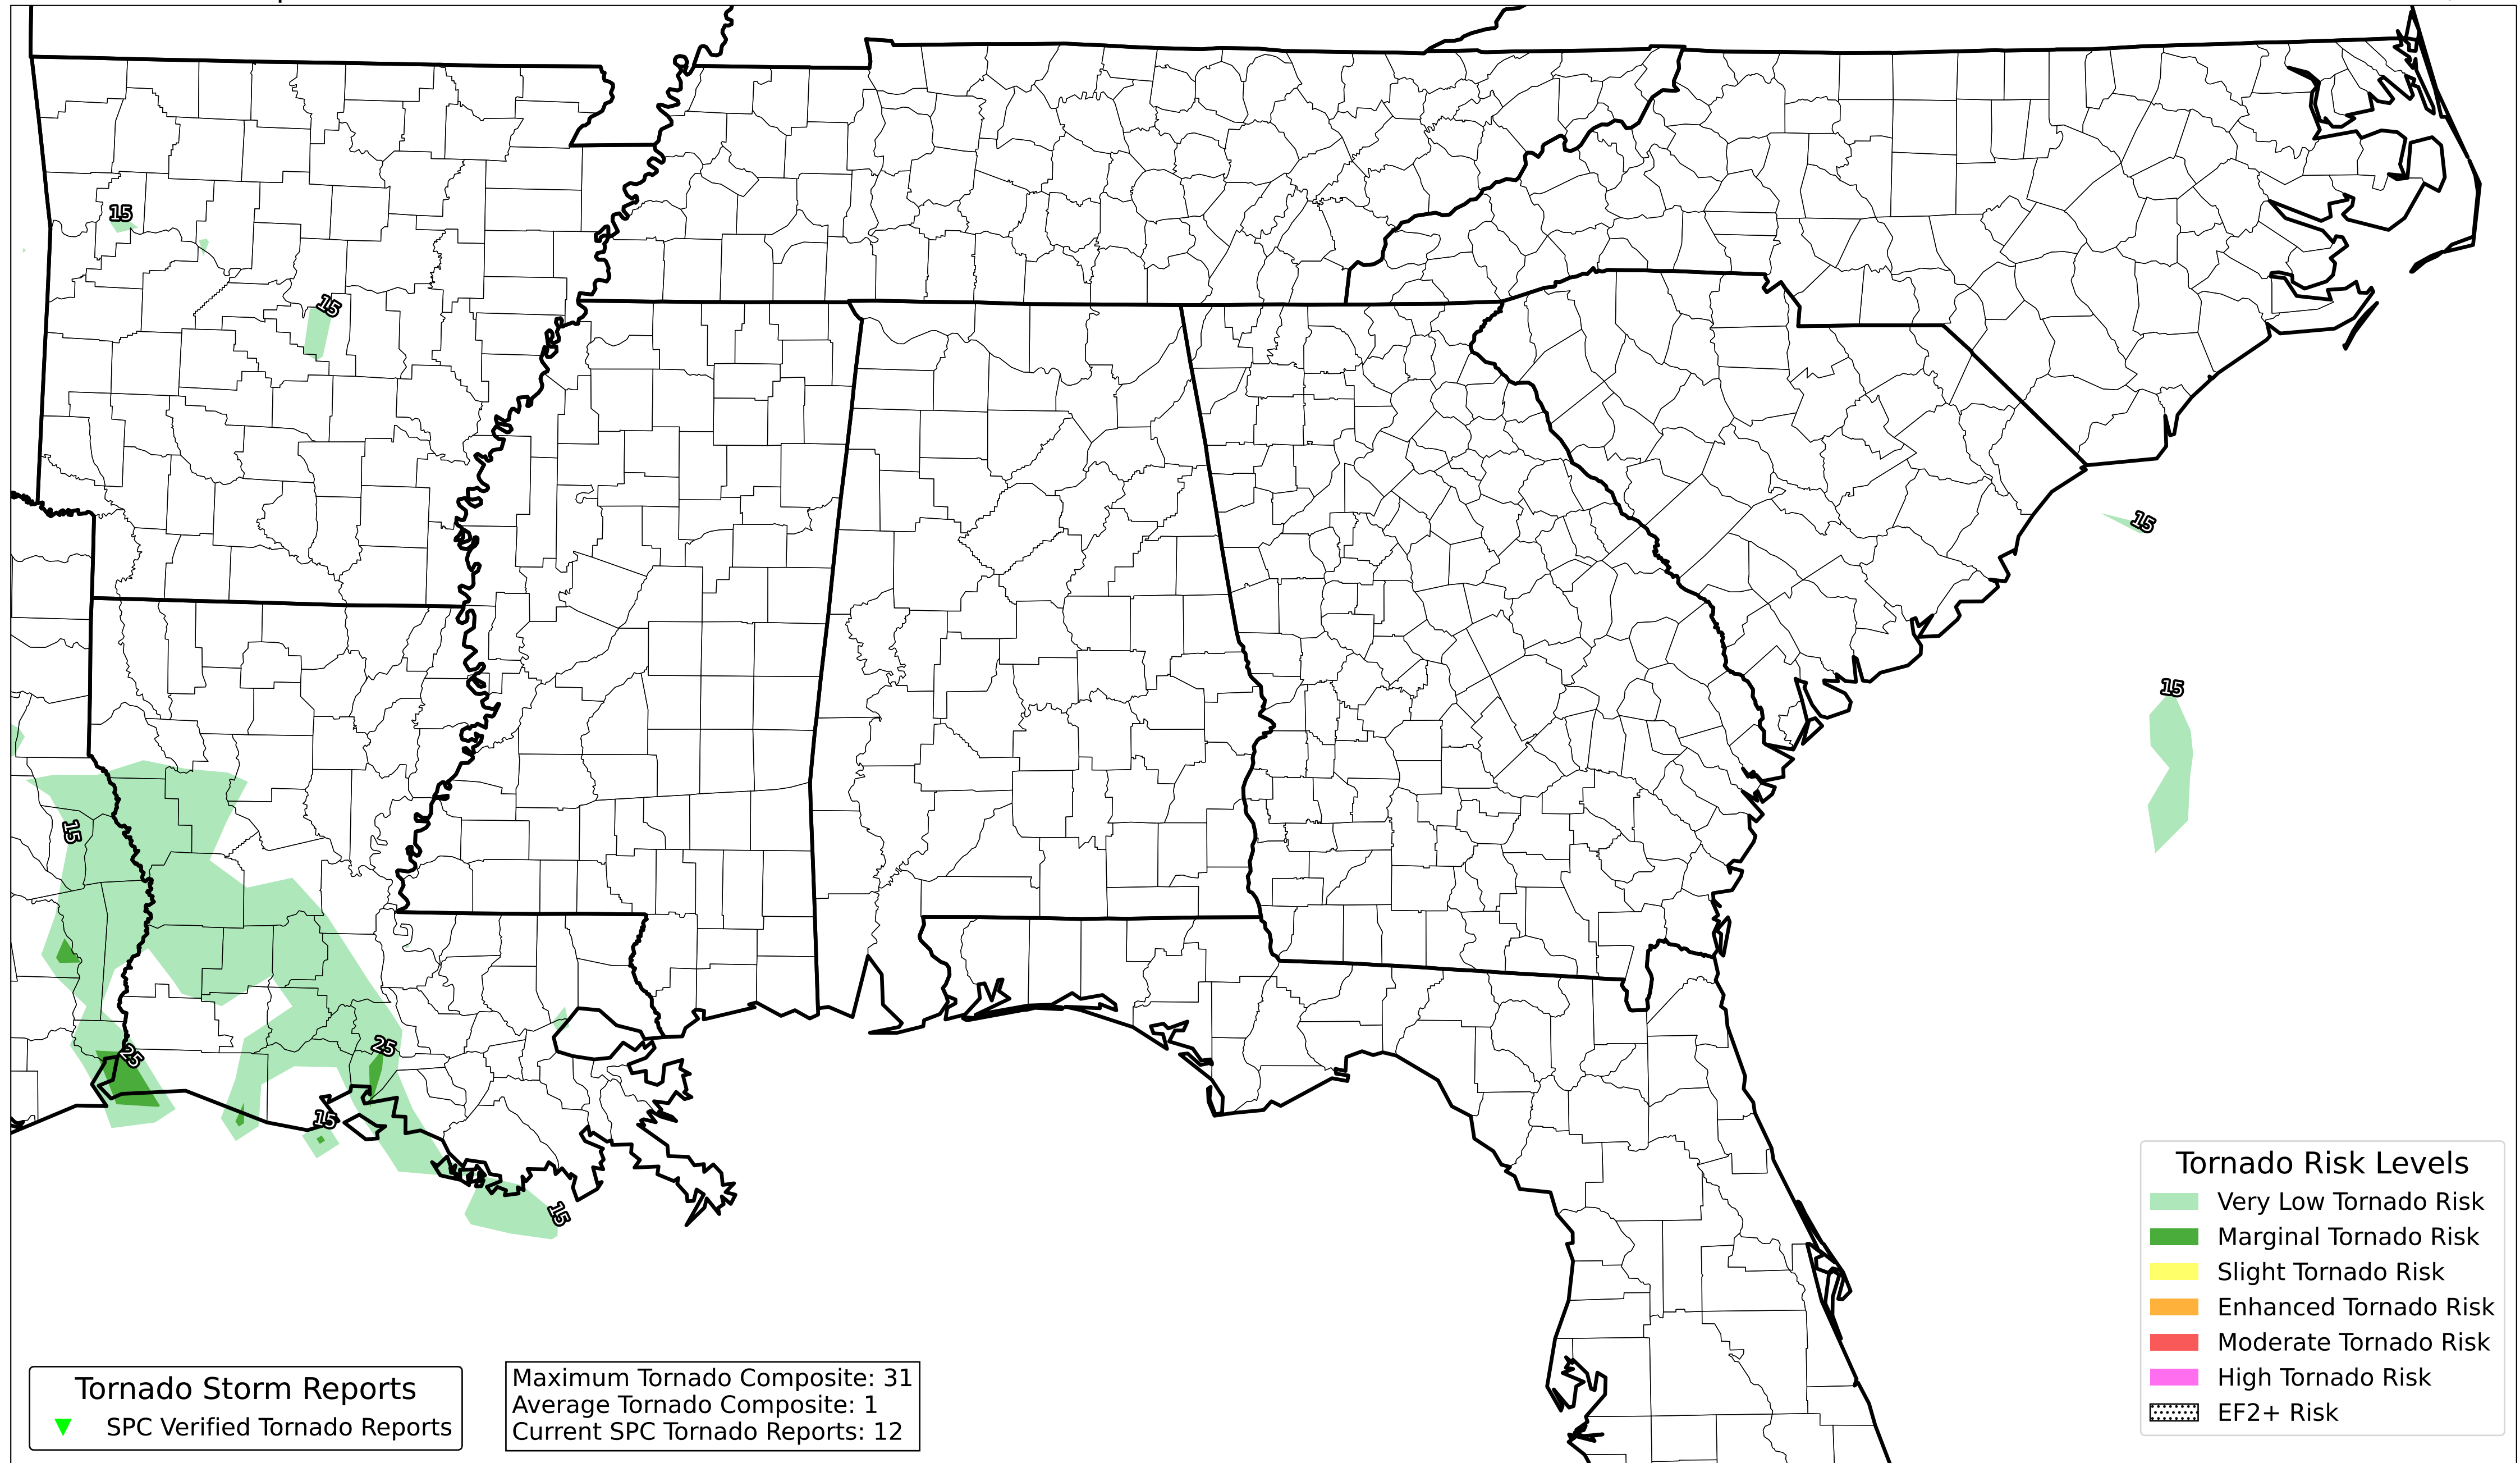 15
15
15
15
15
25
25
15
15
Tornado Risk Levels
Very Low Tornado Risk
Marginal Tornado Risk
Slight Tornado Risk
Enhanced Tornado Risk
Moderate Tornado Risk
High Tornado Risk
EF2+ Risk
Tornado Storm Reports
SPC Verified Tornado Reports
Maximum Tornado Composite: 31
Average Tornado Composite: 1
Current SPC Tornado Reports: 12